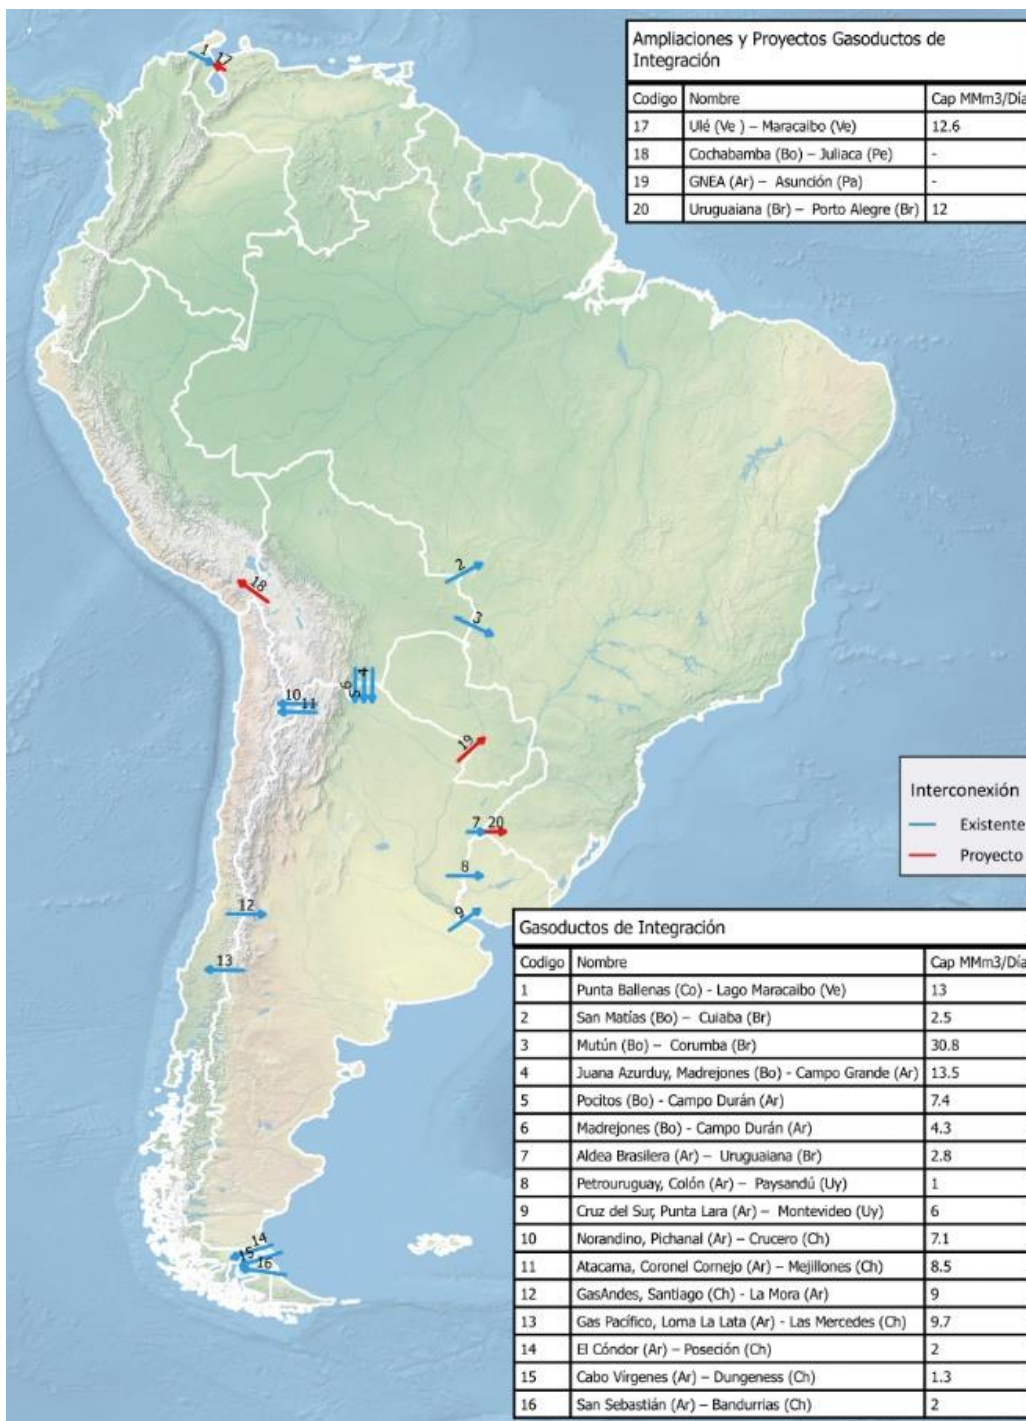 Ampliaciones y Proyectos Gasoductos de
Integración
Codigo Nombre Cap MMm3/Día
17 Ulé (Ve ) – Maracaibo (Ve) 12.6
18 Cochabamba (Bo) – Juliaca (Pe) -
19 GNEA (Ar) – Asunción (Pa) -
20 Uruguaiana (Br) – Porto Alegre (Br) 12
1
17
2
18
3
4
6
5
10
11
19
7
20
8
9
12
13
14
15
16
Interconexión
Existente
Proyecto
Gasoductos de Integración
Codigo Nombre Cap MMm3/Día
1 Punta Ballenas (Co) - Lago Maracaibo (Ve) 13
2 San Matías (Bo) – Cuiaba (Br) 2.5
3 Mutún (Bo) – Corumba (Br) 30.8
4 Juana Azurduy, Madrejones (Bo) - Campo Grande (Ar) 13.5
5 Pocitos (Bo) - Campo Durán (Ar) 7.4
6 Madrejones (Bo) - Campo Durán (Ar) 4.3
7 Aldea Brasilera (Ar) – Uruguaiana (Br) 2.8
8 Petrouruguay, Colón (Ar) – Paysandú (Uy) 1
9 Cruz del Sur, Punta Lara (Ar) – Montevideo (Uy) 6
10 Norandino, Pichanal (Ar) – Crucero (Ch) 7.1
11 Atacama, Coronel Cornejo (Ar) – Mejillones (Ch) 8.5
12 GasAndes, Santiago (Ch) - La Mora (Ar) 9
13 Gas Pacífico, Loma La Lata (Ar) - Las Mercedes (Ch) 9.7
14 El Cóndor (Ar) – Poseción (Ch) 2
15 Cabo Vírgenes (Ar) – Dungeness (Ch) 1.3
16 San Sebastián (Ar) – Bandurrias (Ch) 2